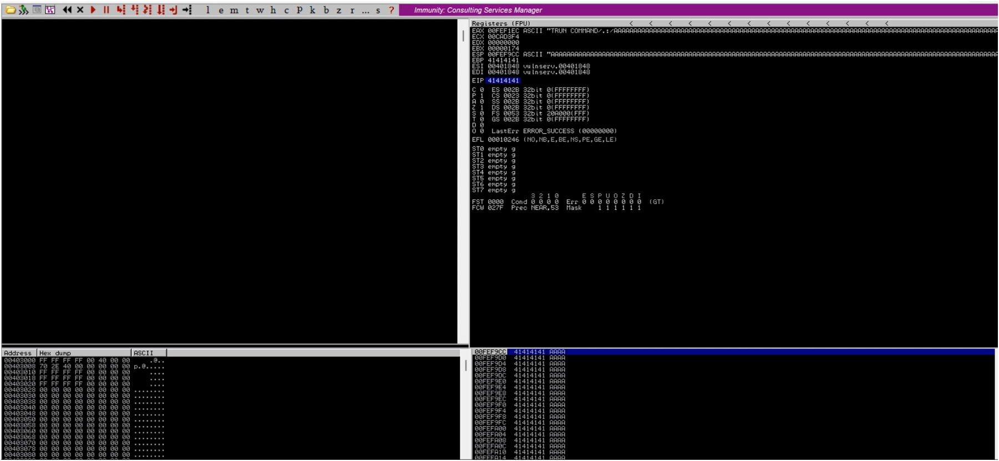 l e m t w h c P k b z r ... s ?
Immunity: Consulting Services Manager
Registers (FPU) < < < < < < < < < < < < < <
EAX 00FEF1EC ASCII "TRUN COMMAND/.:/AAAAAAAAAAAAAAAAAAAAAAAAAAAAAAAAAAAAAAAAAAAAAAAAAAAAAAAAAAAAAAAAAAAAAAAAAAAAAAAAAA
ECX 00CAD3F4
EDX 00000000
EBX 00000174
ESP 00FEF9CC ASCII "AAAAAAAAAAAAAAAAAAAAAAAAAAAAAAAAAAAAAAAAAAAAAAAAAAAAAAAAAAAAAAAAAAAAAAAAAAAAAAAAAAAAAAAAAAAAAAAAAAAAAAAAAAAAAAAAA
EBP 41414141
ESI 00401848 vulnserv.00401848
EDI 00401848 vulnserv.00401848
EIP 41414141
C 0 ES 002B 32bit 0(FFFFFFFF)
P 1 CS 0023 32bit 0(FFFFFFFF)
A 0 SS 002B 32bit 0(FFFFFFFF)
Z 1 DS 002B 32bit 0(FFFFFFFF)
S 0 FS 0053 32bit 20A000(FFF)
T 0 GS 002B 32bit 0(FFFFFFFF)
D 0
O 0 LastErr ERROR_SUCCESS (00000000)
EFL 00010246 (NO,NB,E,BE,NS,PE,GE,LE)
ST0 empty g
ST1 empty g
ST2 empty g
ST3 empty g
ST4 empty g
ST5 empty g
ST6 empty g
ST7 empty g
3 2 1 0 E S P U O Z D I
FST 0000 Cond 0 0 0 0 Err 0 0 0 0 0 0 0 0 (GT)
FCW 027F Prec NEAR,53 Mask 1 1 1 1 1 1
Address Hex dump ASCII
00403000 FF FF FF FF 00 40 00 00 .@..
00403008 70 2E 40 00 00 00 00 00 p.@.....
00403010 FF FF FF FF 00 00 00 00 ....
00403018 FF FF FF FF 00 00 00 00 ....
00403020 FF FF FF FF 00 00 00 00 ....
00403028 00 00 00 00 00 00 00 00 ........
00403030 00 00 00 00 00 00 00 00 ........
00403038 00 00 00 00 00 00 00 00 ........
00403040 00 00 00 00 00 00 00 00 ........
00403048 00 00 00 00 00 00 00 00 ........
00403050 00 00 00 00 00 00 00 00 ........
00403058 00 00 00 00 00 00 00 00 ........
00403060 00 00 00 00 00 00 00 00 ........
00403068 00 00 00 00 00 00 00 00 ........
00403070 00 00 00 00 00 00 00 00 ........
00403078 00 00 00 00 00 00 00 00 ........
00403080 00 00 00 00 00 00 00 00 ........
00FEF9CC 41414141 AAAA
00FEF9D0 41414141 AAAA
00FEF9D4 41414141 AAAA
00FEF9D8 41414141 AAAA
00FEF9DC 41414141 AAAA
00FEF9E0 41414141 AAAA
00FEF9E4 41414141 AAAA
00FEF9E8 41414141 AAAA
00FEF9EC 41414141 AAAA
00FEF9F0 41414141 AAAA
00FEF9F4 41414141 AAAA
00FEF9F8 41414141 AAAA
00FEF9FC 41414141 AAAA
00FEFA00 41414141 AAAA
00FEFA04 41414141 AAAA
00FEFA08 41414141 AAAA
00FEFA0C 41414141 AAAA
00FEFA10 41414141 AAAA
00FEFA14 41414141 AAAA